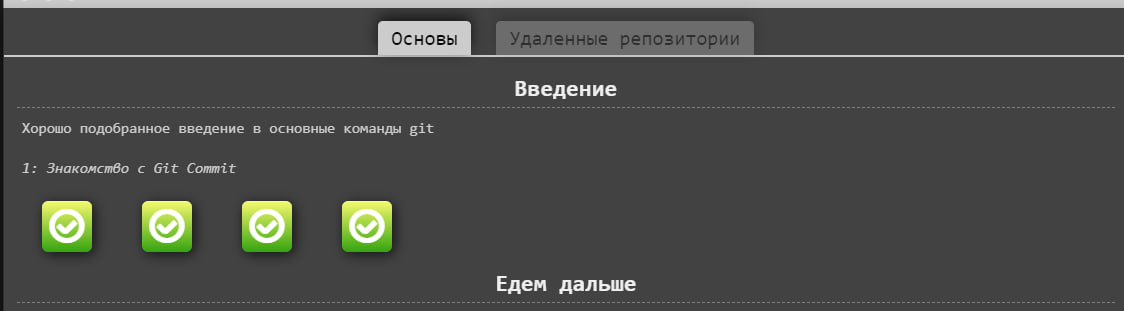 Основы
Удаленные репозитории
Введение
Хорошо подобранное введение в основные команды git
1: Знакомство с Git Commit
Едем дальше